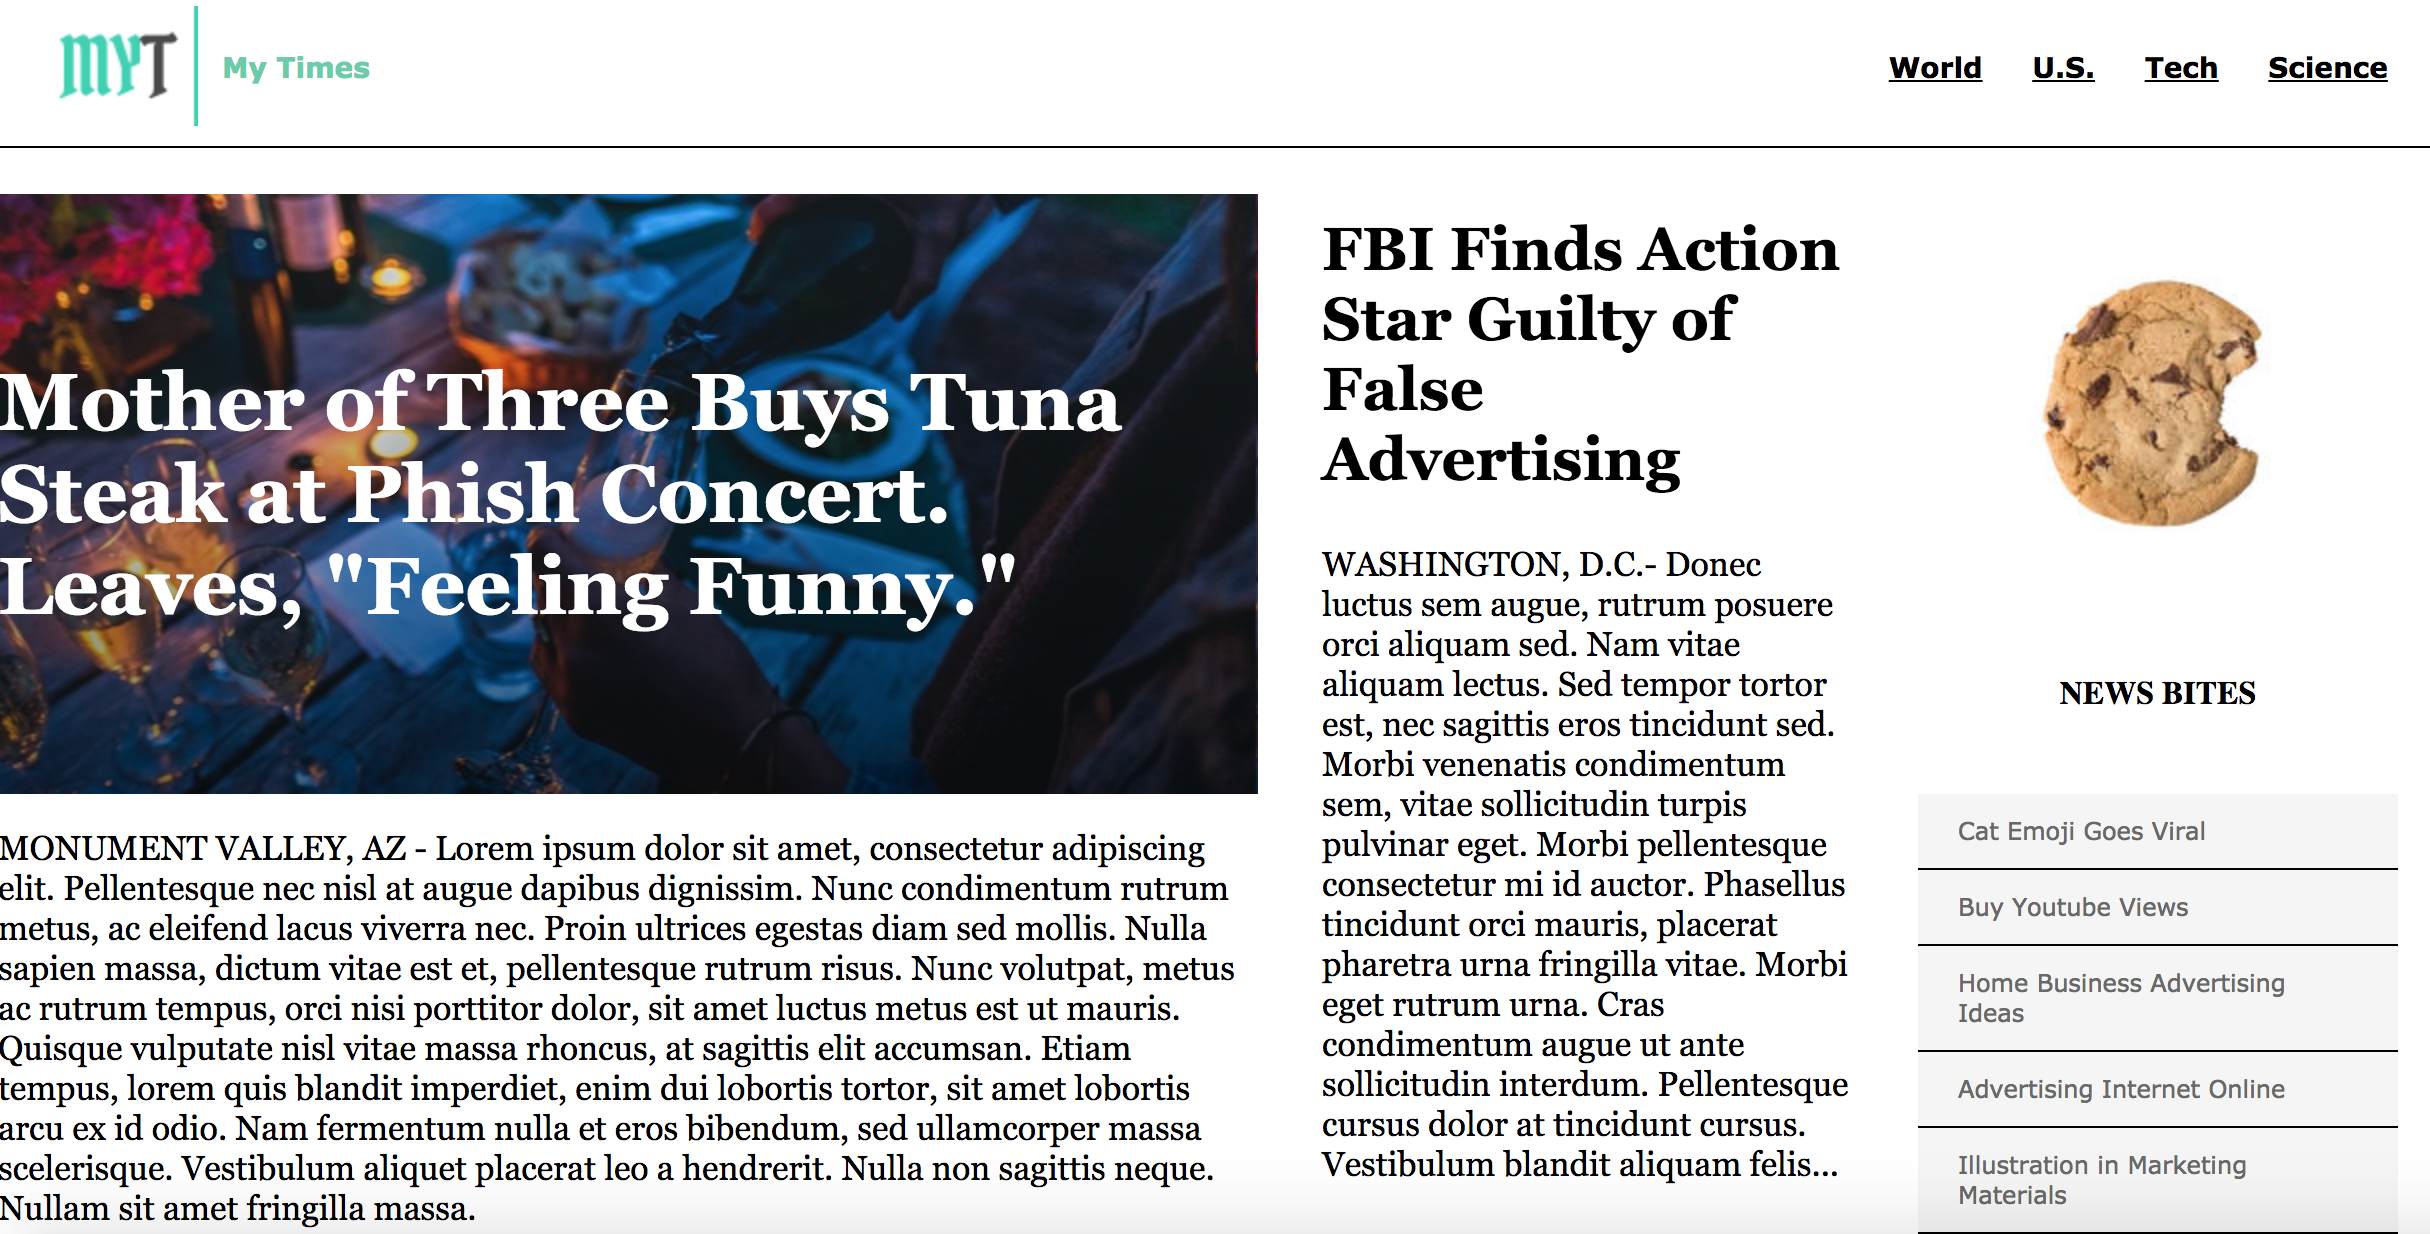 MYT
My Times
World
U.S.
Tech
Science
Mother of Three Buys Tuna
Steak at Phish Concert.
Leaves, "Feeling Funny."
MONUMENT VALLEY, AZ - Lorem ipsum dolor sit amet, consectetur adipiscing
elit. Pellentesque nec nisl at augue dapibus dignissim. Nunc condimentum rutrum
metus, ac eleifend lacus viverra nec. Proin ultrices egestas diam sed mollis. Nulla
sapien massa, dictum vitae est et, pellentesque rutrum risus. Nunc volutpat, metus
ac rutrum tempus, orci nisi porttitor dolor, sit amet luctus metus est ut mauris.
Quisque vulputate nisl vitae massa rhoncus, at sagittis elit accumsan. Etiam
tempus, lorem quis blandit imperdiet, enim dui lobortis tortor, sit amet lobortis
arcu ex id odio. Nam fermentum nulla et eros bibendum, sed ullamcorper massa
scelerisque. Vestibulum aliquet placerat leo a hendrerit. Nulla non sagittis neque.
Nullam sit amet fringilla massa.
FBI Finds Action
Star Guilty of
False
Advertising
WASHINGTON, D.C.- Donec
luctus sem augue, rutrum posuere
orci aliquam sed. Nam vitae
aliquam lectus. Sed tempor tortor
est, nec sagittis eros tincidunt sed.
Morbi venenatis condimentum
sem, vitae sollicitudin turpis
pulvinar eget. Morbi pellentesque
consectetur mi id auctor. Phasellus
tincidunt orci mauris, placerat
pharetra urna fringilla vitae. Morbi
eget rutrum urna. Cras
condimentum augue ut ante
sollicitudin interdum. Pellentesque
cursus dolor at tincidunt cursus.
Vestibulum blandit aliquam felis...
NEWS BITES
Cat Emoji Goes Viral
Buy Youtube Views
Home Business Advertising
Ideas
Advertising Internet Online
Illustration in Marketing
Materials